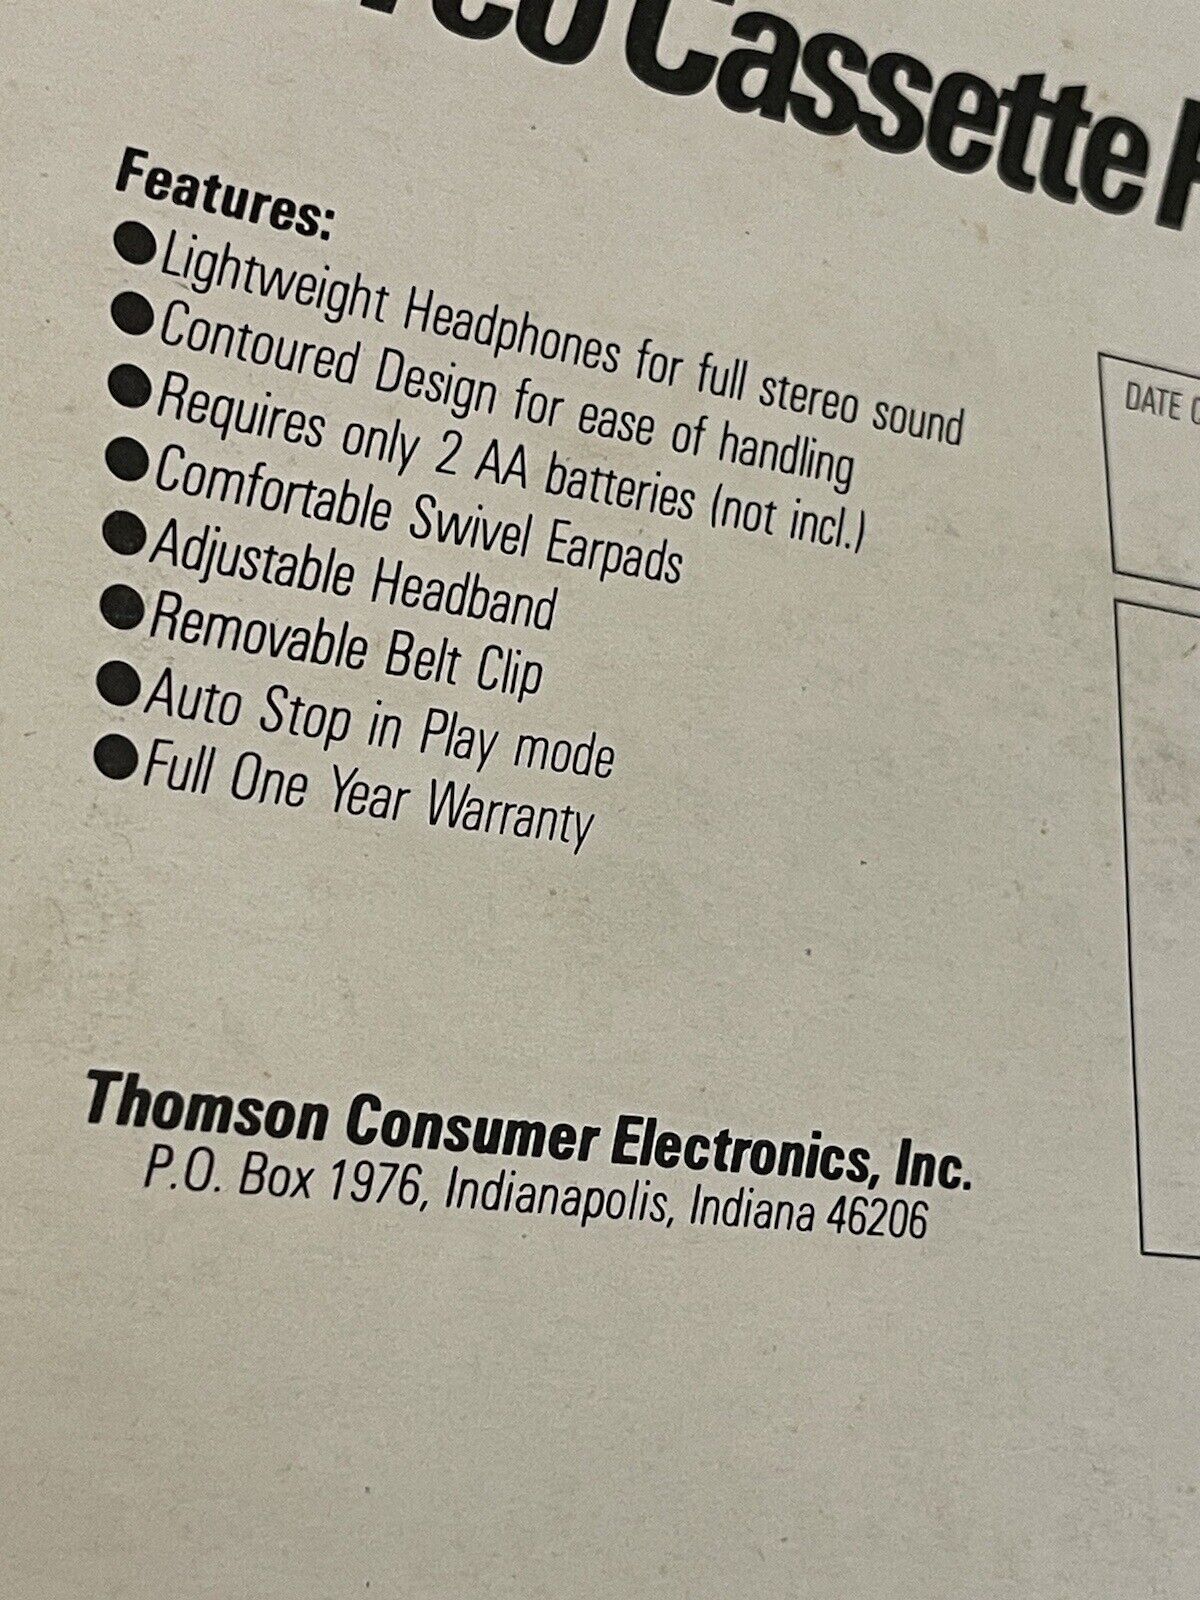 Cassette
Features:
●Lightweight Headphones for full stereo sound
●Contoured Design for ease of handling
●Requires only 2 AA batteries (not incl.)
●Comfortable Swivel Earpads
●Adjustable Headband
●Removable Belt Clip
●Auto Stop in Play mode
●Full One Year Warranty
DATE
Thomson Consumer Electronics, Inc.
P.O. Box 1976, Indianapolis, Indiana 46206